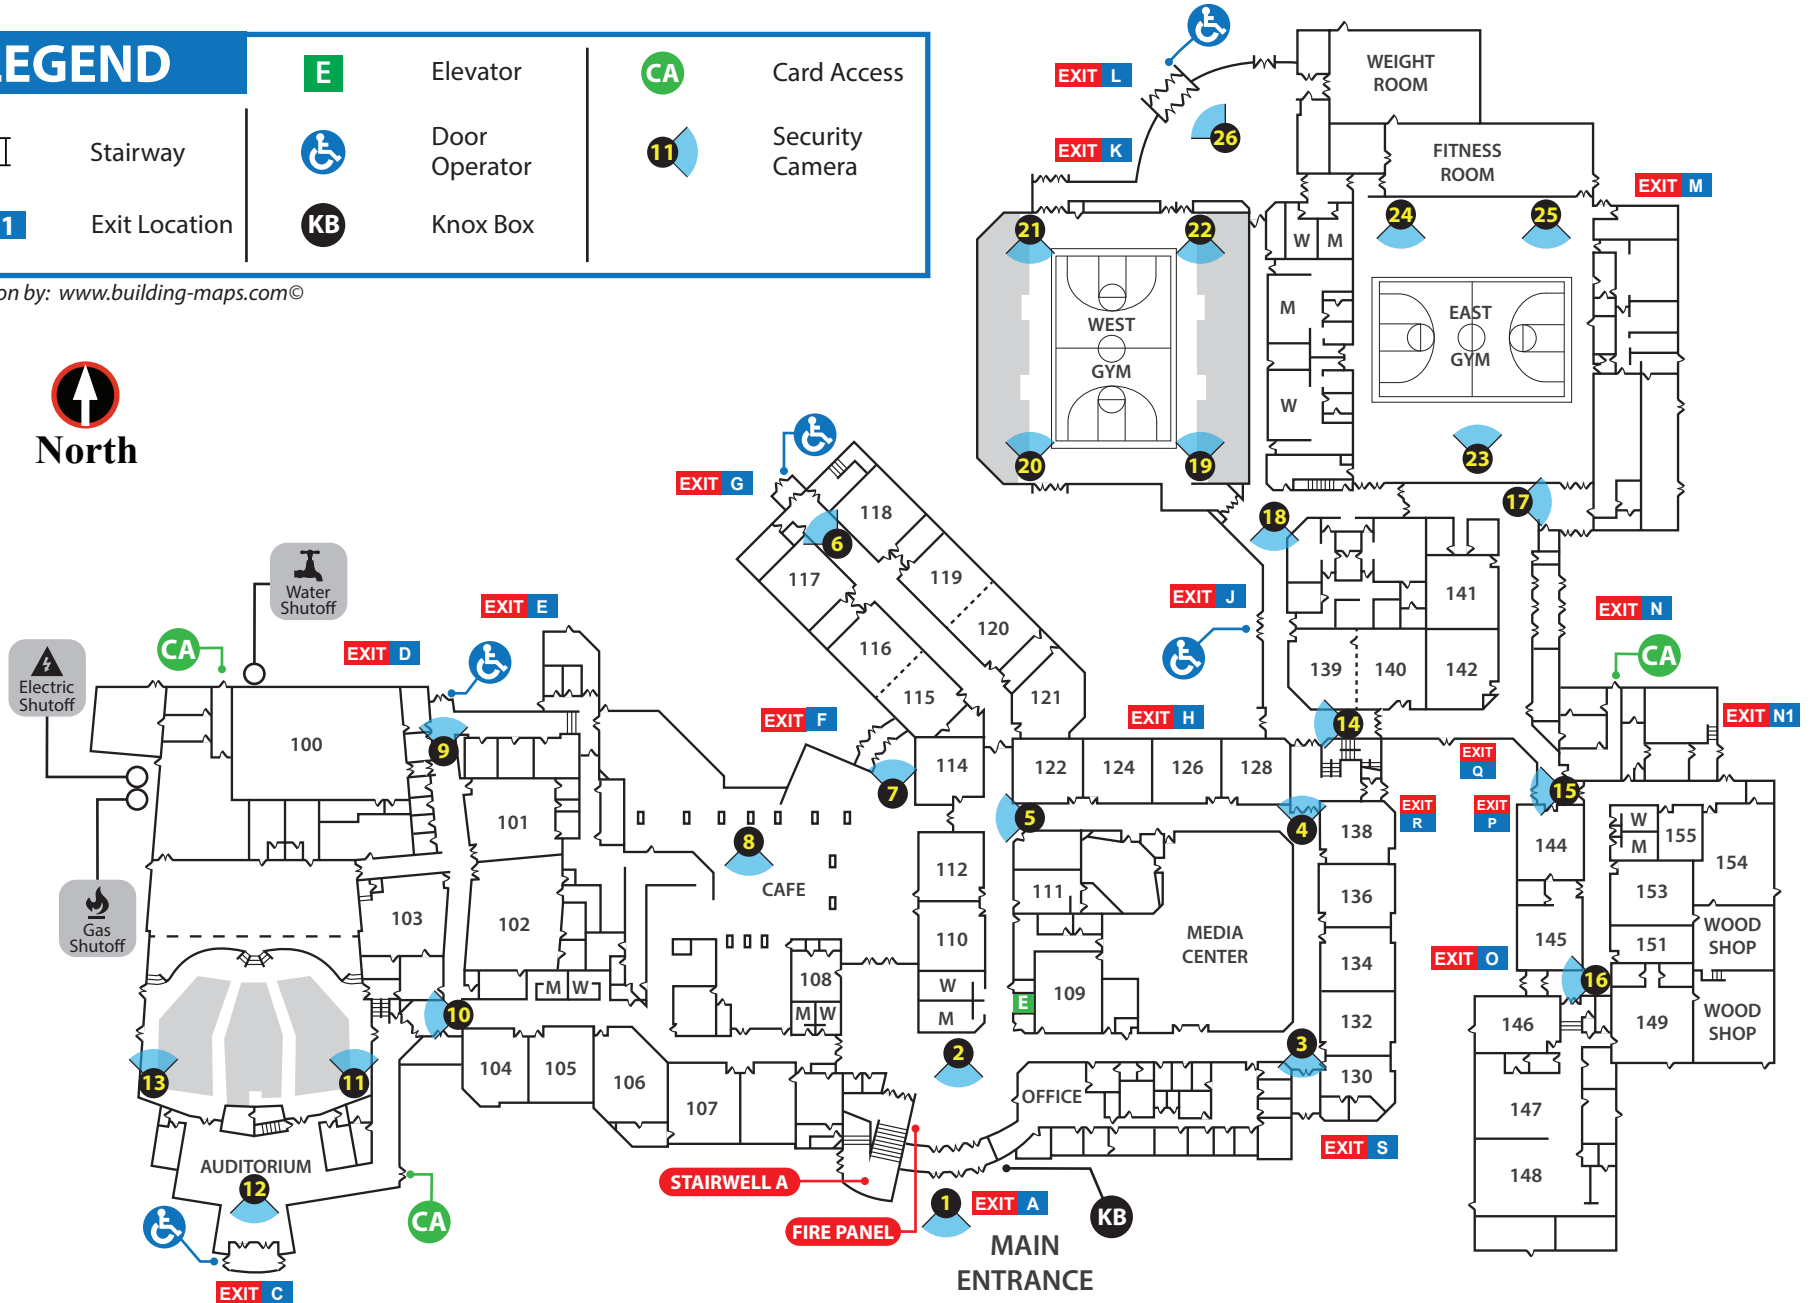 LEGEND
E
Elevator
CA
Card Access
Stairway
Door
Operator
11
Security
Camera
1
Exit Location
KB
Knox Box
on by: www.building-maps.com©
North
EXIT L
EXIT K
26
WEIGHT
ROOM
FITNESS
ROOM
EXIT M
21
22
24
25
W M
M
W
WEST
GYM
EAST
GYM
20
19
23
17
18
EXIT G
6
118
117
119
120
116
115
121
Water
Shutoff
EXIT E
CA
EXIT D
Electric
Shutoff
100
9
EXIT F
7
114
EXIT H
EXIT J
141
139
140
142
14
EXIT N
CA
EXIT N1
EXIT
Q
EXIT
R
EXIT
P
15
122
124
126
128
5
4
138
101
8
CAFE
112
111
136
144
W
M
155
154
153
103
102
110
MEDIA
CENTER
134
145
151
WOOD
SHOP
Gas
Shutoff
EXIT O
16
M W
108
M W
W
M
E
109
132
146
149
WOOD
SHOP
10
13
11
104
105
106
107
2
3
130
OFFICE
147
148
EXIT S
AUDITORIUM
12
STAIRWELL A
FIRE PANEL
1
EXIT A
KB
CA
MAIN
ENTRANCE
EXIT C